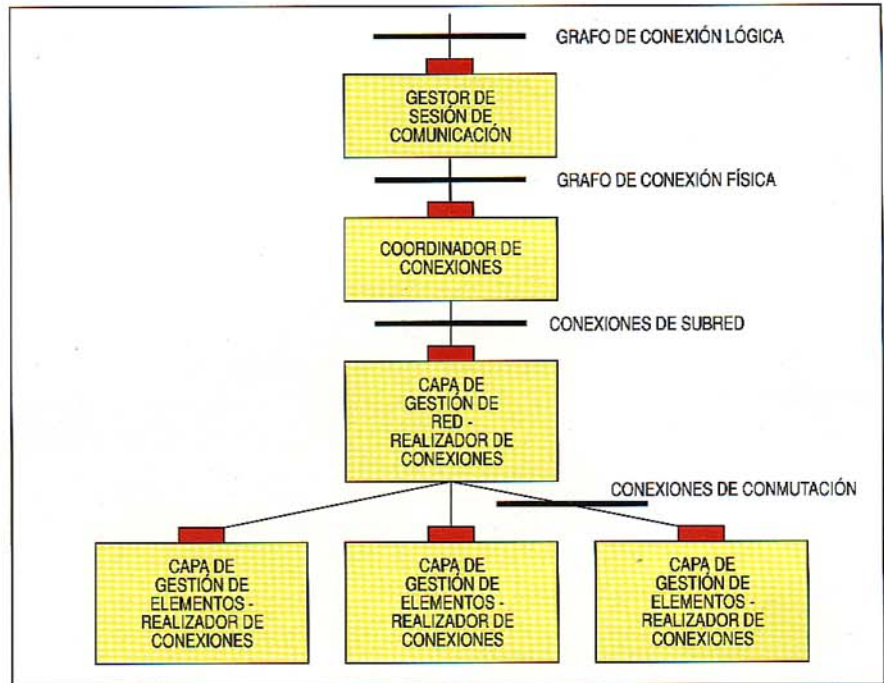 GRAFO DE CONEXIÓN LÓGICA
GESTOR DE
SESIÓN DE
COMUNICACIÓN
GRAFO DE CONEXIÓN FÍSICA
COORDINADOR DE
CONEXIONES
CONEXIONES DE SUBRED
CAPA DE
GESTIÓN DE
RED -
REALIZADOR DE
CONEXIONES
CONEXIONES DE CONMUTACIÓN
CAPA DE
GESTIÓN DE
ELEMENTOS -
REALIZADOR DE
CONEXIONES
CAPA DE
GESTIÓN DE
ELEMENTOS -
REALIZADOR DE
CONEXIONES
CAPA DE
GESTIÓN DE
ELEMENTOS -
REALIZADOR DE
CONEXIONES